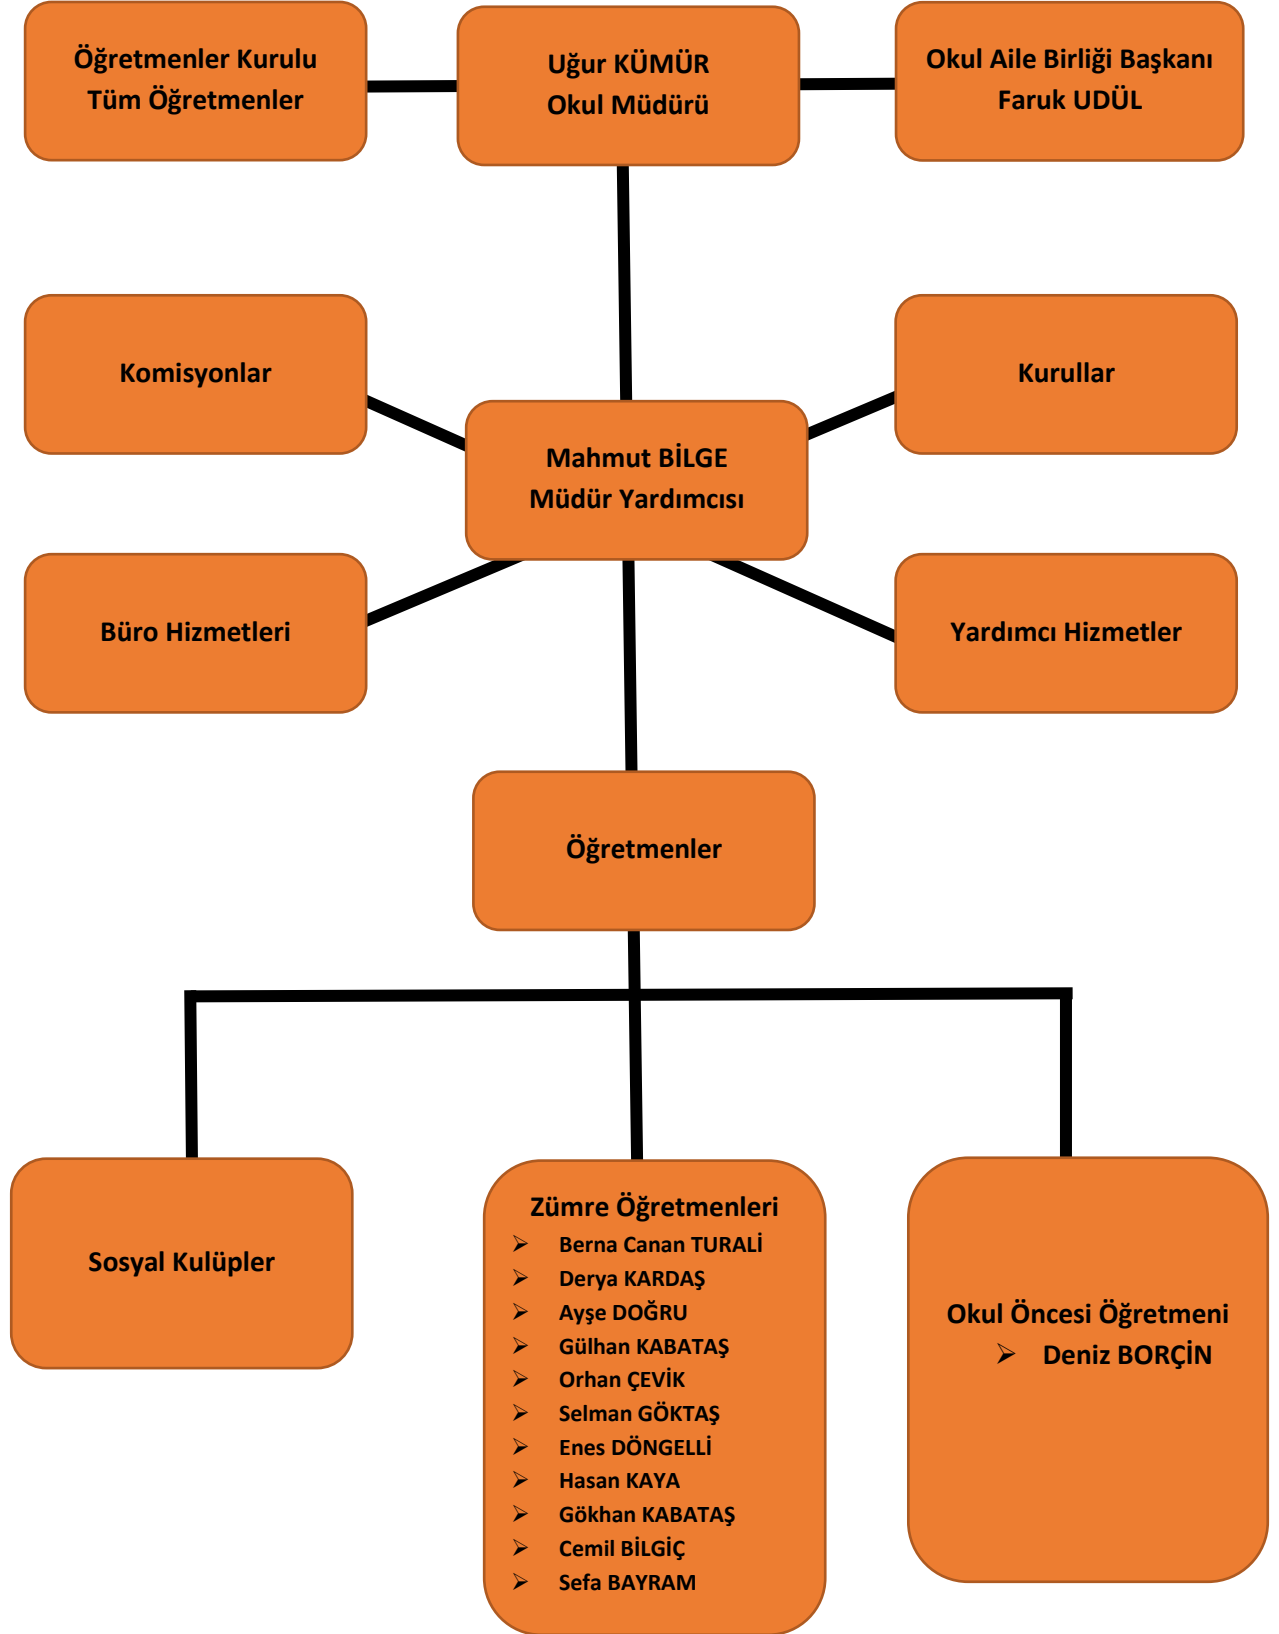 Öğretmenler Kurulu
Tüm Öğretmenler
Uğur KÜMÜR
Okul Müdürü
Okul Aile Birliği Başkanı
Faruk UDÜL
Komisyonlar
Kurullar
Mahmut BİLGE
Müdür Yardımcısı
Büro Hizmetleri
Yardımcı Hizmetler
Öğretmenler
Sosyal Kulüpler
Zümre Öğretmenleri
➢ Berna Canan TURALİ
➢ Derya KARDAŞ
➢ Ayşe DOĞRU
➢ Gülhan KABATAŞ
➢ Orhan ÇEVİK
➢ Selman GÖKTAŞ
➢ Enes DÖNGELLİ
➢ Hasan KAYA
➢ Gökhan KABATAŞ
➢ Cemil BİLGİÇ
➢ Sefa BAYRAM
Okul Öncesi Öğretmeni
➢ Deniz BORÇİN